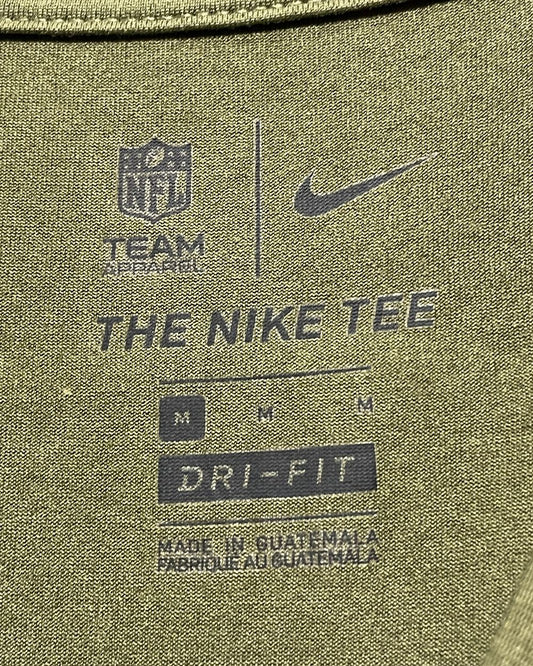 NFL
TEAM
APPAREL
THE NIKE TEE
M M M
DRI-FIT
MADE IN GUATEMALA
FABRIQUE AU GUATEMALA